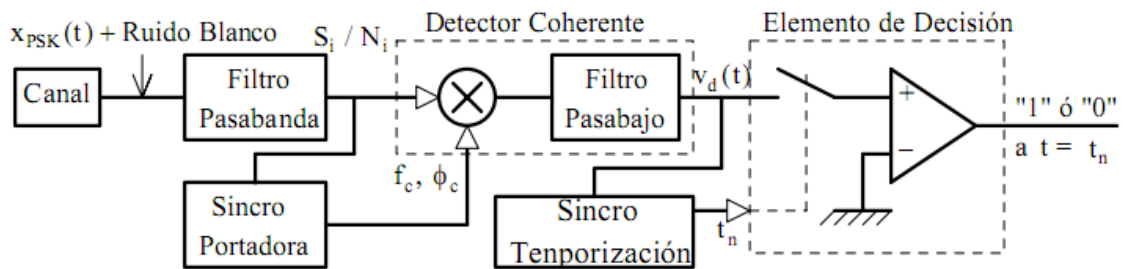 Detector Coherente
Elemento de Decisión
x_PSK(t) + Ruido Blanco
S_i / N_i
Canal
Filtro
Pasabanda
Filtro
Pasabajo
v_d(t)
+
−
"1" ó "0"
a t = t_n
f_c, ϕ_c
Sincro
Portadora
Sincro
Tenporización
t_n